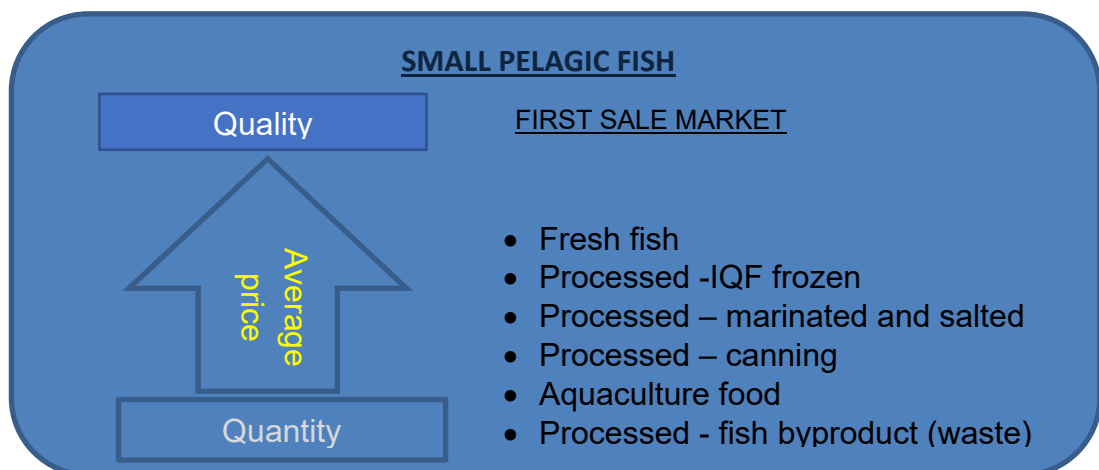 SMALL PELAGIC FISH
Quality
FIRST SALE MARKET
Average
price
• Fresh fish
• Processed -IQF frozen
• Processed – marinated and salted
• Processed – canning
• Aquaculture food
• Processed - fish byproduct (waste)
Quantity